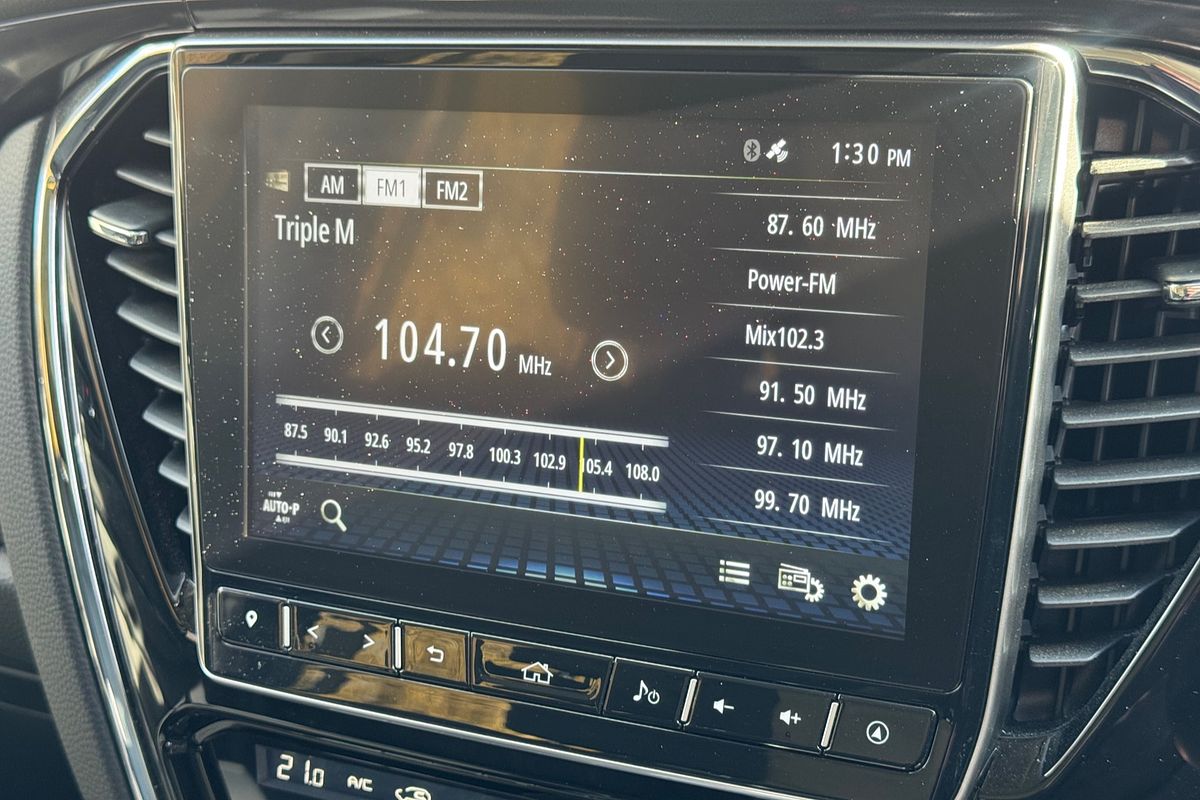 1:30 PM
AM FM1 FM2
Triple M
104.70 MHz
87.5 90.1 92.6 95.2 97.8 100.3 102.9 105.4 108.0
AUTO·P
87.60 MHz
Power-FM
Mix102.3
91.50 MHz
97.10 MHz
99.70 MHz
21.0 A/C